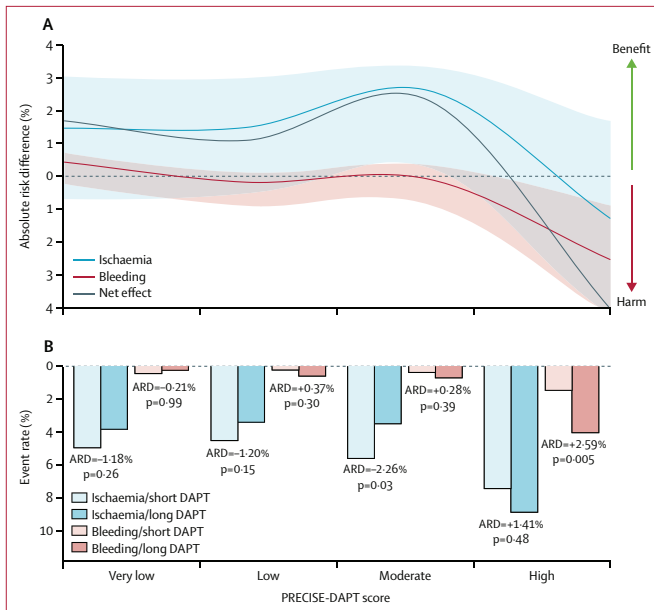 A
Benefit
Harm
Absolute risk difference (%)
4
3
2
1
0
1
2
3
4
Ischaemia
Bleeding
Net effect
B
Event rate (%)
0
2
4
6
8
10
ARD=–1·18%
p=0·26
ARD=–0·21%
p=0·99
ARD=–1·20%
p=0·15
ARD=+0·37%
p=0·30
ARD=–2·26%
p=0·03
ARD=+0·28%
p=0·39
ARD=+1·41%
p=0·48
ARD=+2·59%
p=0·005
Ischaemia/short DAPT
Ischaemia/long DAPT
Bleeding/short DAPT
Bleeding/long DAPT
Very low
Low
Moderate
High
PRECISE-DAPT score